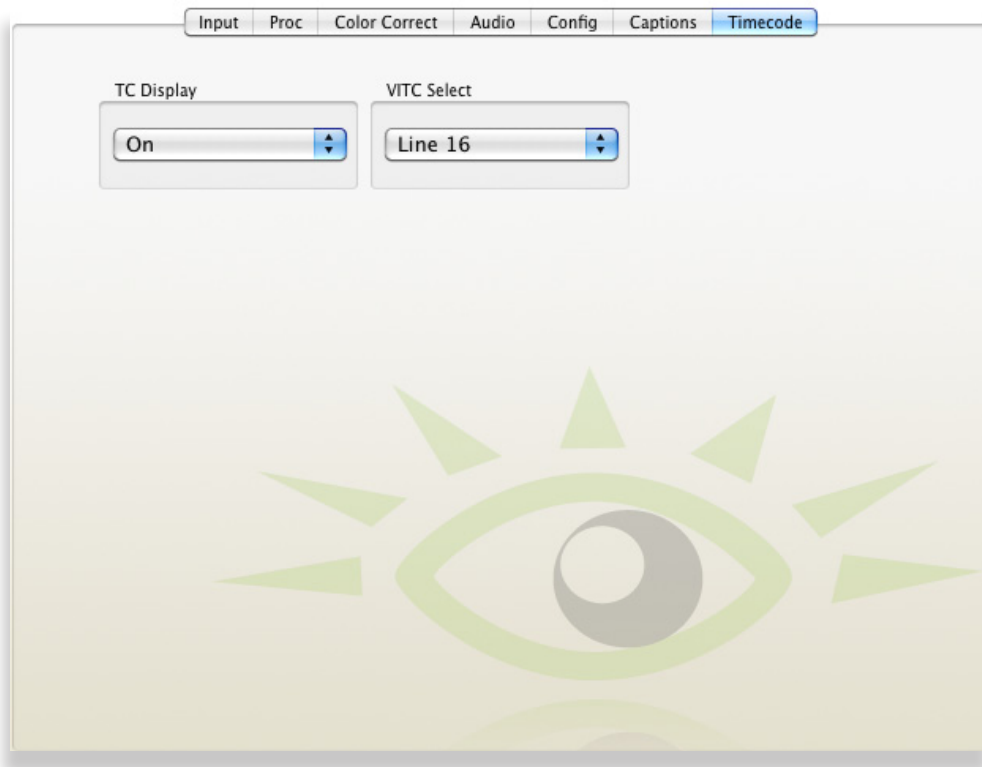 Input Proc Color Correct Audio Config Captions Timecode
TC Display VITC Select
On Line 16